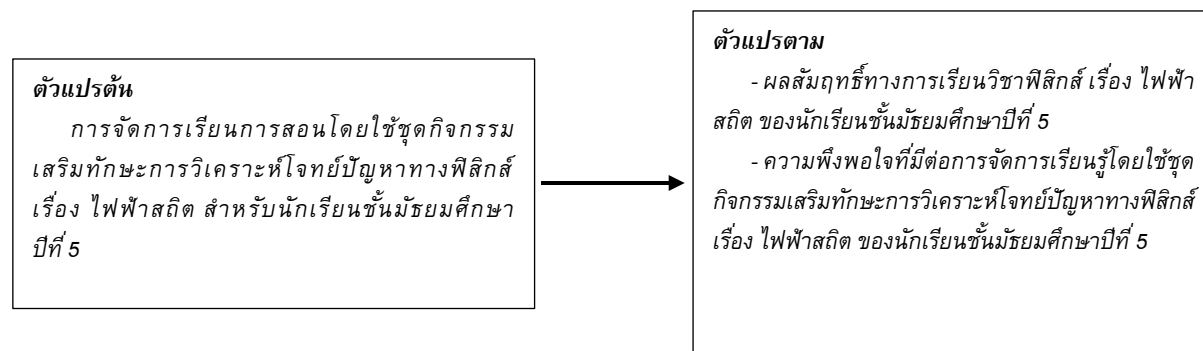 ตัวแปรต้น
การจัดการเรียนการสอนโดยใช้ชุดกิจกรรม
เสริมทักษะการวิเคราะห์โจทย์ปัญหาทางฟิสิกส์
เรื่อง ไฟฟ้าสถิต สำหรับนักเรียนชั้นมัธยมศึกษา
ปีที่ 5
ตัวแปรตาม
- ผลสัมฤทธิ์ทางการเรียนวิชาฟิสิกส์ เรื่อง ไฟฟ้า
สถิต ของนักเรียนชั้นมัธยมศึกษาปีที่ 5
- ความพึงพอใจที่มีต่อการจัดการเรียนรู้โดยใช้ชุด
กิจกรรมเสริมทักษะการวิเคราะห์โจทย์ปัญหาทางฟิสิกส์
เรื่อง ไฟฟ้าสถิต ของนักเรียนชั้นมัธยมศึกษาปีที่ 5